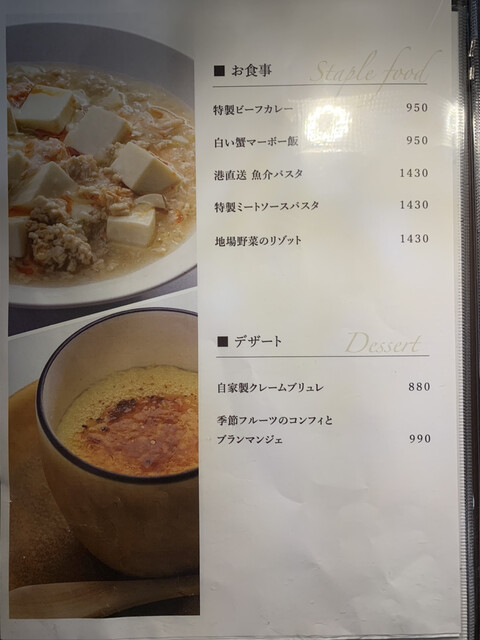 ■ お食事 Staple food
特製ビーフカレー 950
白い蟹マーボー飯 950
港直送 魚介パスタ 1430
特製ミートソースパスタ 1430
地場野菜のリゾット 1430
■ デザート Dessert
自家製クレームブリュレ 880
季節フルーツのコンフィと
ブランマンジェ 990